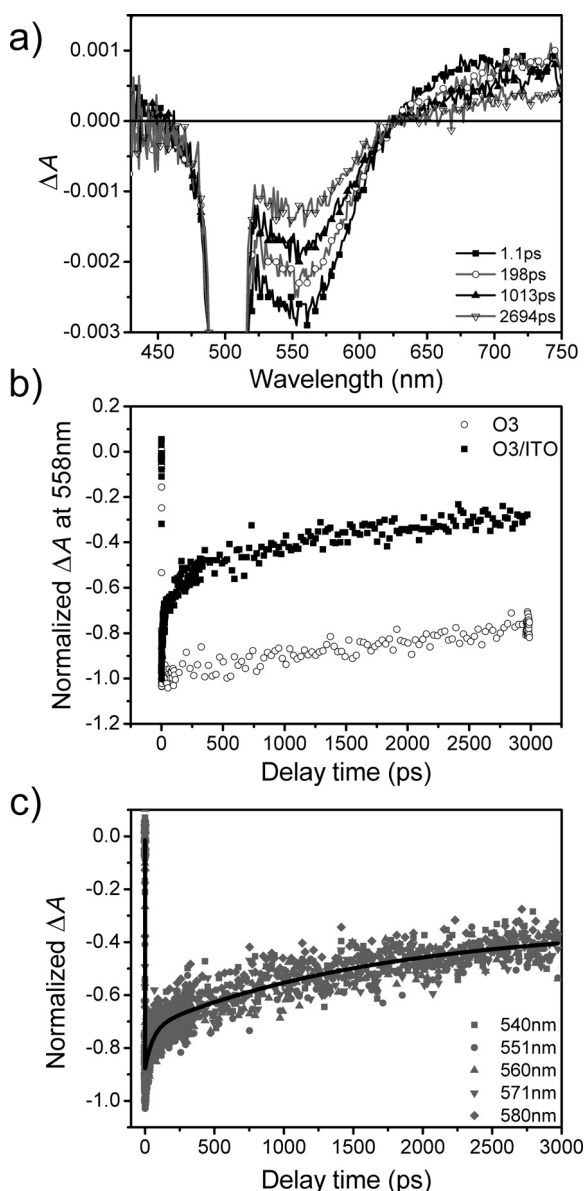 a)
0.001
0.000
-0.001
-0.002
-0.003
ΔA
1.1ps
198ps
1013ps
2694ps
450 500 550 600 650 700 750
Wavelength (nm)
b)
0.2
0.0
-0.2
-0.4
-0.6
-0.8
-1.0
-1.2
Normalized ΔA at 558nm
O3
O3/ITO
0 500 1000 1500 2000 2500 3000
Delay time (ps)
c)
0.0
-0.2
-0.4
-0.6
-0.8
-1.0
Normalized ΔA
540nm
551nm
560nm
571nm
580nm
0 500 1000 1500 2000 2500 3000
Delay time (ps)